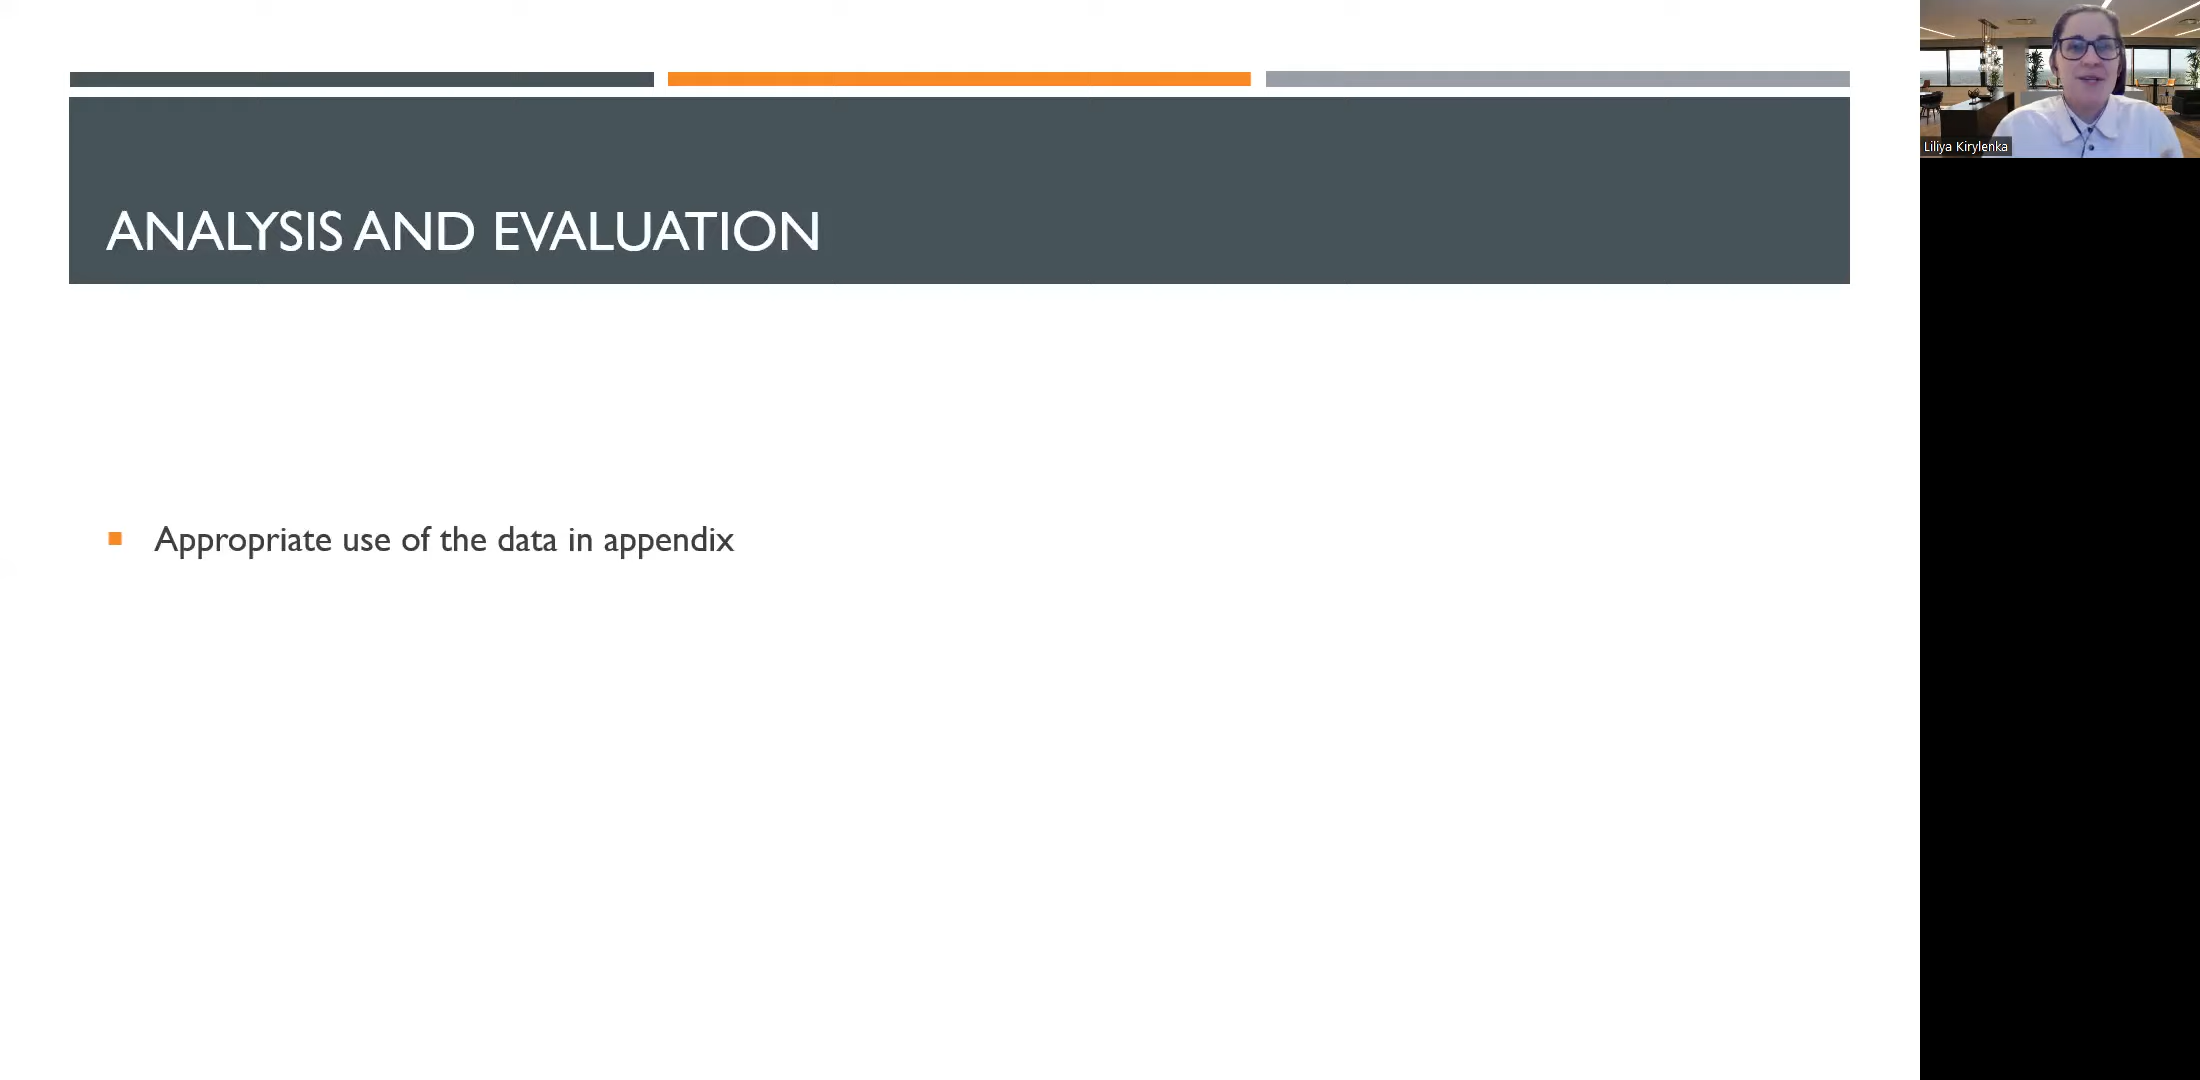 ANALYSIS AND EVALUATION
Appropriate use of the data in appendix
Liliya Kirylenka